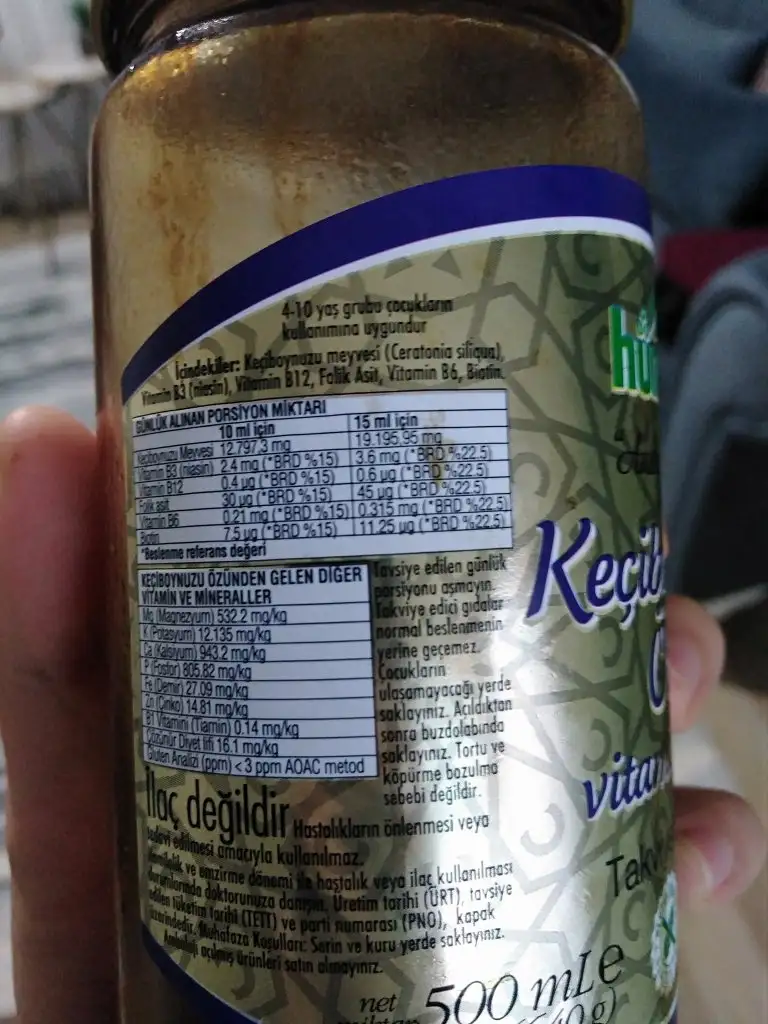 4-10 yaş grubu çocukların
kullanımına uygundur
İçindekiler: Keçiboynuzu meyvesi (Ceratonia siliqua),
Vitamin B3 (niasin), Vitamin B12, Folik Asit, Vitamin B6, Biotin.
GÜNLÜK ALINAN PORSİYON MİKTARI
10 ml için 15 ml için
Keçiboynuzu Meyvesi 12.797,3 mg 19.195,95 mg
Vitamin B3 (niasin) 2.4 mg (*BRD %15) 3.6 mg (*BRD %22.5)
Vitamin B12 0.4 µg (*BRD %15) 0.6 µg (*BRD %22.5)
Folik asit 30 µg (*BRD %15) 45 µg (*BRD %22.5)
Vitamin B6 0.21 mg (*BRD %15) 0.315 mg (*BRD %22.5)
Biotin 7.5 µg (*BRD %15) 11.25 µg (*BRD %22.5)
*Beslenme referans değeri
KEÇİBOYNUZU ÖZÜNDEN GELEN DİĞER
VİTAMİN VE MİNERALLER
Mg (Magnezyum) 532.2 mg/kg
K (Potasyum) 12.135 mg/kg
Ca (Kalsiyum) 943.2 mg/kg
P (Fosfor) 805.82 mg/kg
Fe (Demir) 27.09 mg/kg
Zn (Çinko) 14.81 mg/kg
B1 Vitamini (Tiamin) 0.14 mg/kg
Çözünür Diyet lifi 16.1 mg/kg
Gluten Analizi (ppm) < 3 ppm AOAC metod
Tavsiye edilen günlük
porsiyonu aşmayın.
Takviye edici gıdalar
normal beslenmenin
yerine geçemez.
Çocukların
ulaşamayacağı yerde
saklayınız. Açıldıktan
sonra buzdolabında
saklayınız. Tortu ve
köpürme bozulma
sebebi değildir.
İlaç değildir Hastalıkların önlenmesi veya
tedavi edilmesi amacıyla kullanılmaz.
Hamilelik ve emzirme dönemi ile hastalık veya ilaç kullanılması
durumlarında doktorunuza danışın. Üretim tarihi (ÜRT), tavsiye
edilen tüketim tarihi (TETT) ve parti numarası (PNO), kapak
üzerindedir. Muhafaza Koşulları: Serin ve kuru yerde saklayınız.
Ambalajı açılmış ürünleri satın almayınız.
Keçib
vitam
Tak
net 500 mL e